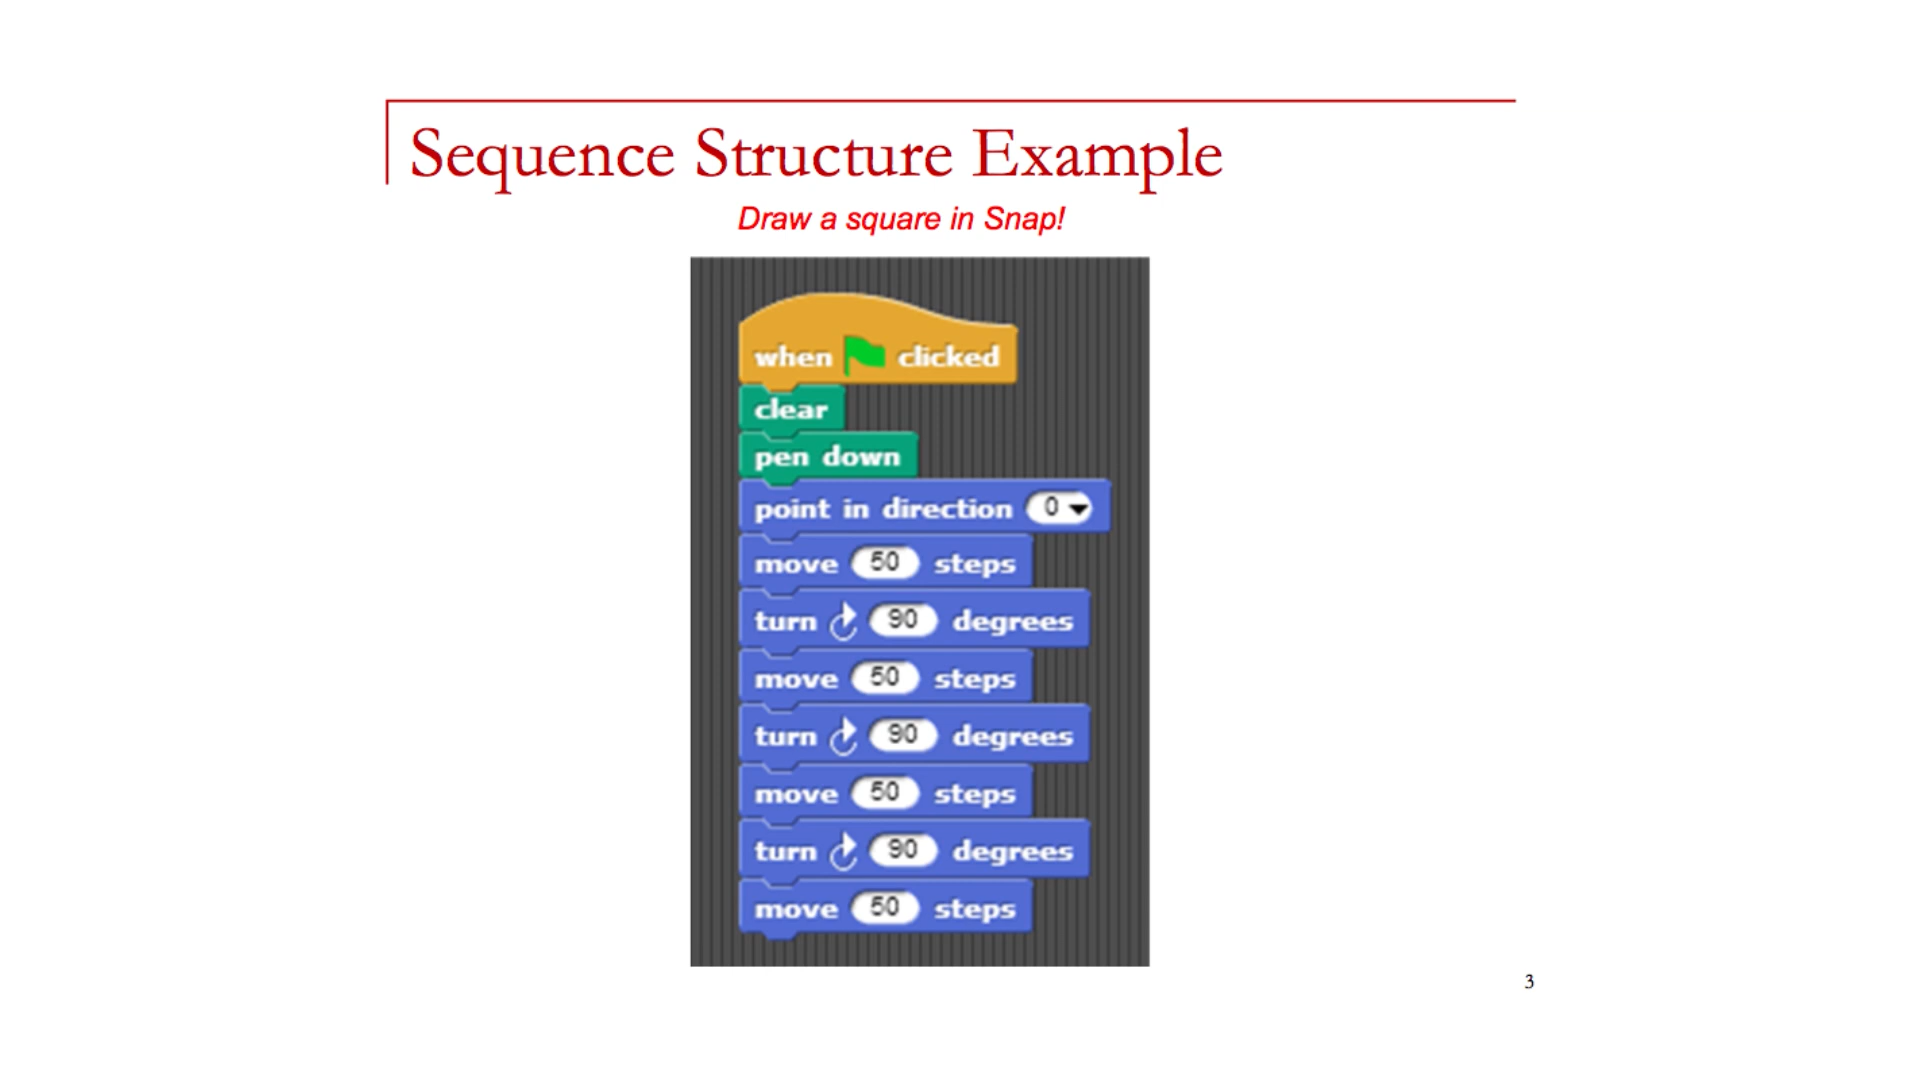 Sequence Structure Example
Draw a square in Snap!
when clicked
clear
pen down
point in direction 0
move 50 steps
turn 90 degrees
move 50 steps
turn 90 degrees
move 50 steps
turn 90 degrees
move 50 steps
3